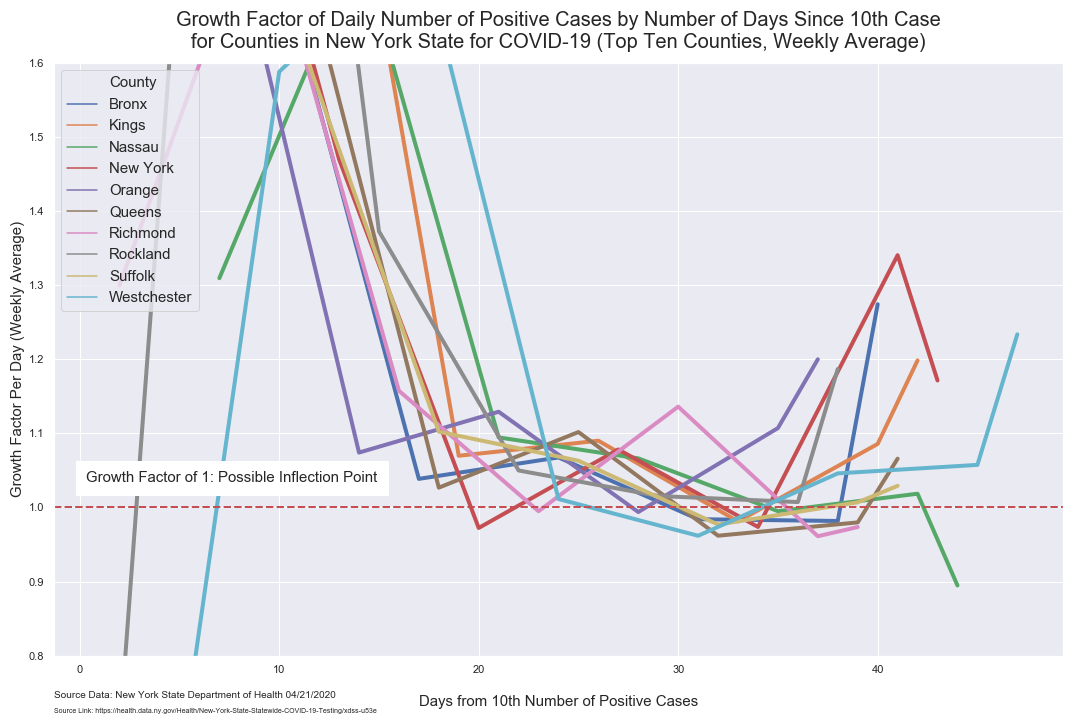 Growth Factor of Daily Number of Positive Cases by Number of Days Since 10th Case
for Counties in New York State for COVID-19 (Top Ten Counties, Weekly Average)
1.6
1.5
1.4
1.3
1.2
1.1
1.0
0.9
0.8
Growth Factor Per Day (Weekly Average)
County
Bronx
Kings
Nassau
New York
Orange
Queens
Richmond
Rockland
Suffolk
Westchester
Growth Factor of 1: Possible Inflection Point
0
10
20
30
40
Days from 10th Number of Positive Cases
Source Data: New York State Department of Health 04/21/2020
Source Link: https://health.data.ny.gov/Health/New-York-State-Statewide-COVID-19-Testing/xdss-u53e